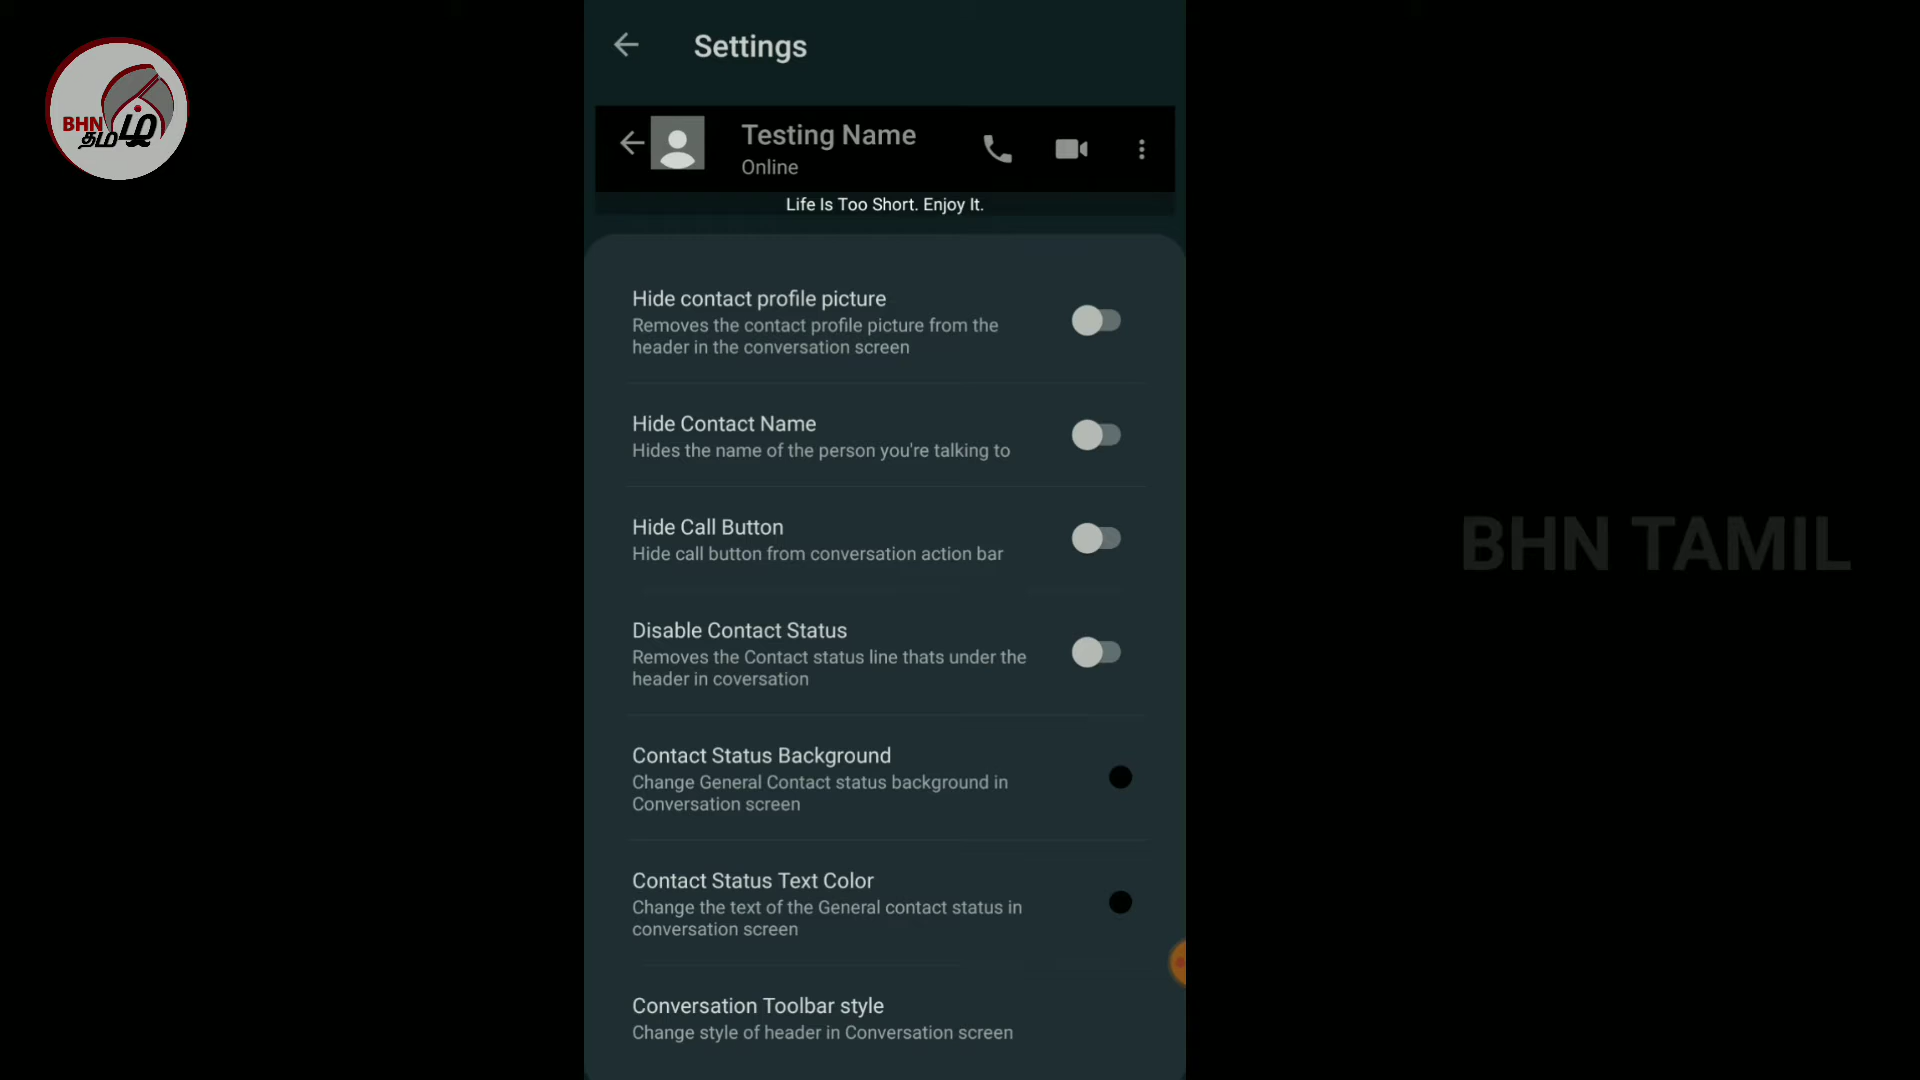 BHN
தமிழ்
Settings
Testing Name
Online
Life Is Too Short. Enjoy It.
Hide contact profile picture
Removes the contact profile picture from the
header in the conversation screen
Hide Contact Name
Hides the name of the person you're talking to
Hide Call Button
Hide call button from conversation action bar
Disable Contact Status
Removes the Contact status line thats under the
header in coversation
Contact Status Background
Change General Contact status background in
Conversation screen
Contact Status Text Color
Change the text of the General contact status in
conversation screen
Conversation Toolbar style
Change style of header in Conversation screen
BHN TAMIL